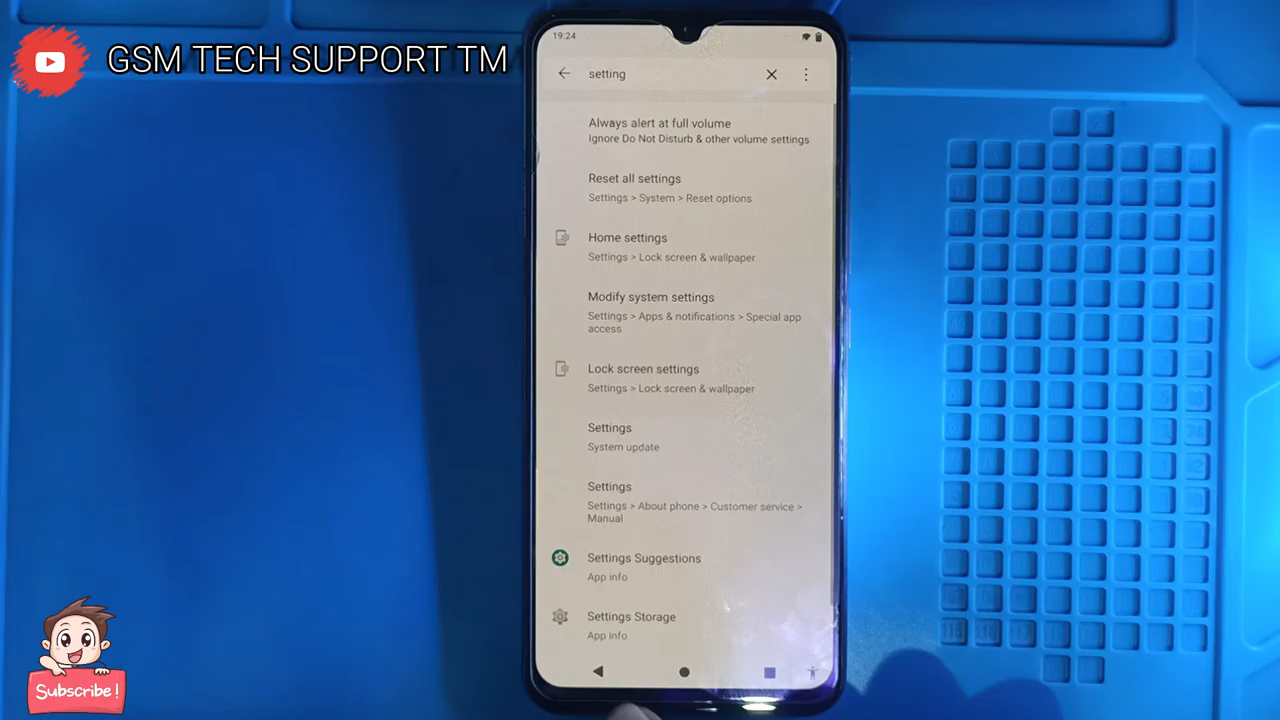 GSM TECH SUPPORT TM
19:24
setting
Always alert at full volume
Ignore Do Not Disturb & other volume settings
Reset all settings
Settings > System > Reset options
Home settings
Settings > Lock screen & wallpaper
Modify system settings
Settings > Apps & notifications > Special app
access
Lock screen settings
Settings > Lock screen & wallpaper
Settings
System update
Settings
Settings > About phone > Customer service >
Manual
Settings Suggestions
App info
Settings Storage
App info
Subscribe!